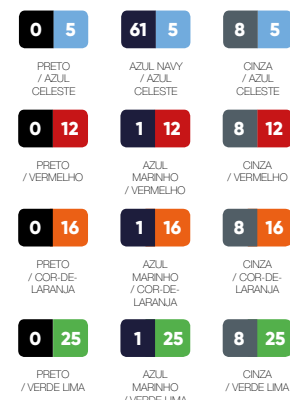 0 5 61 5 8 5
PRETO AZUL NAVY CINZA
/ AZUL / AZUL / AZUL
CELESTE CELESTE CELESTE
0 12 1 12 8 12
PRETO AZUL CINZA
/ VERMELHO MARINHO / VERMELHO
/ VERMELHO
0 16 1 16 8 16
PRETO AZUL CINZA
/ COR-DE- MARINHO / COR-DE-
LARANJA / COR-DE- LARANJA
LARANJA
0 25 1 25 8 25
PRETO AZUL CINZA
/ VERDE LIMA MARINHO / VERDE LIMA
/ VERDE LIMA